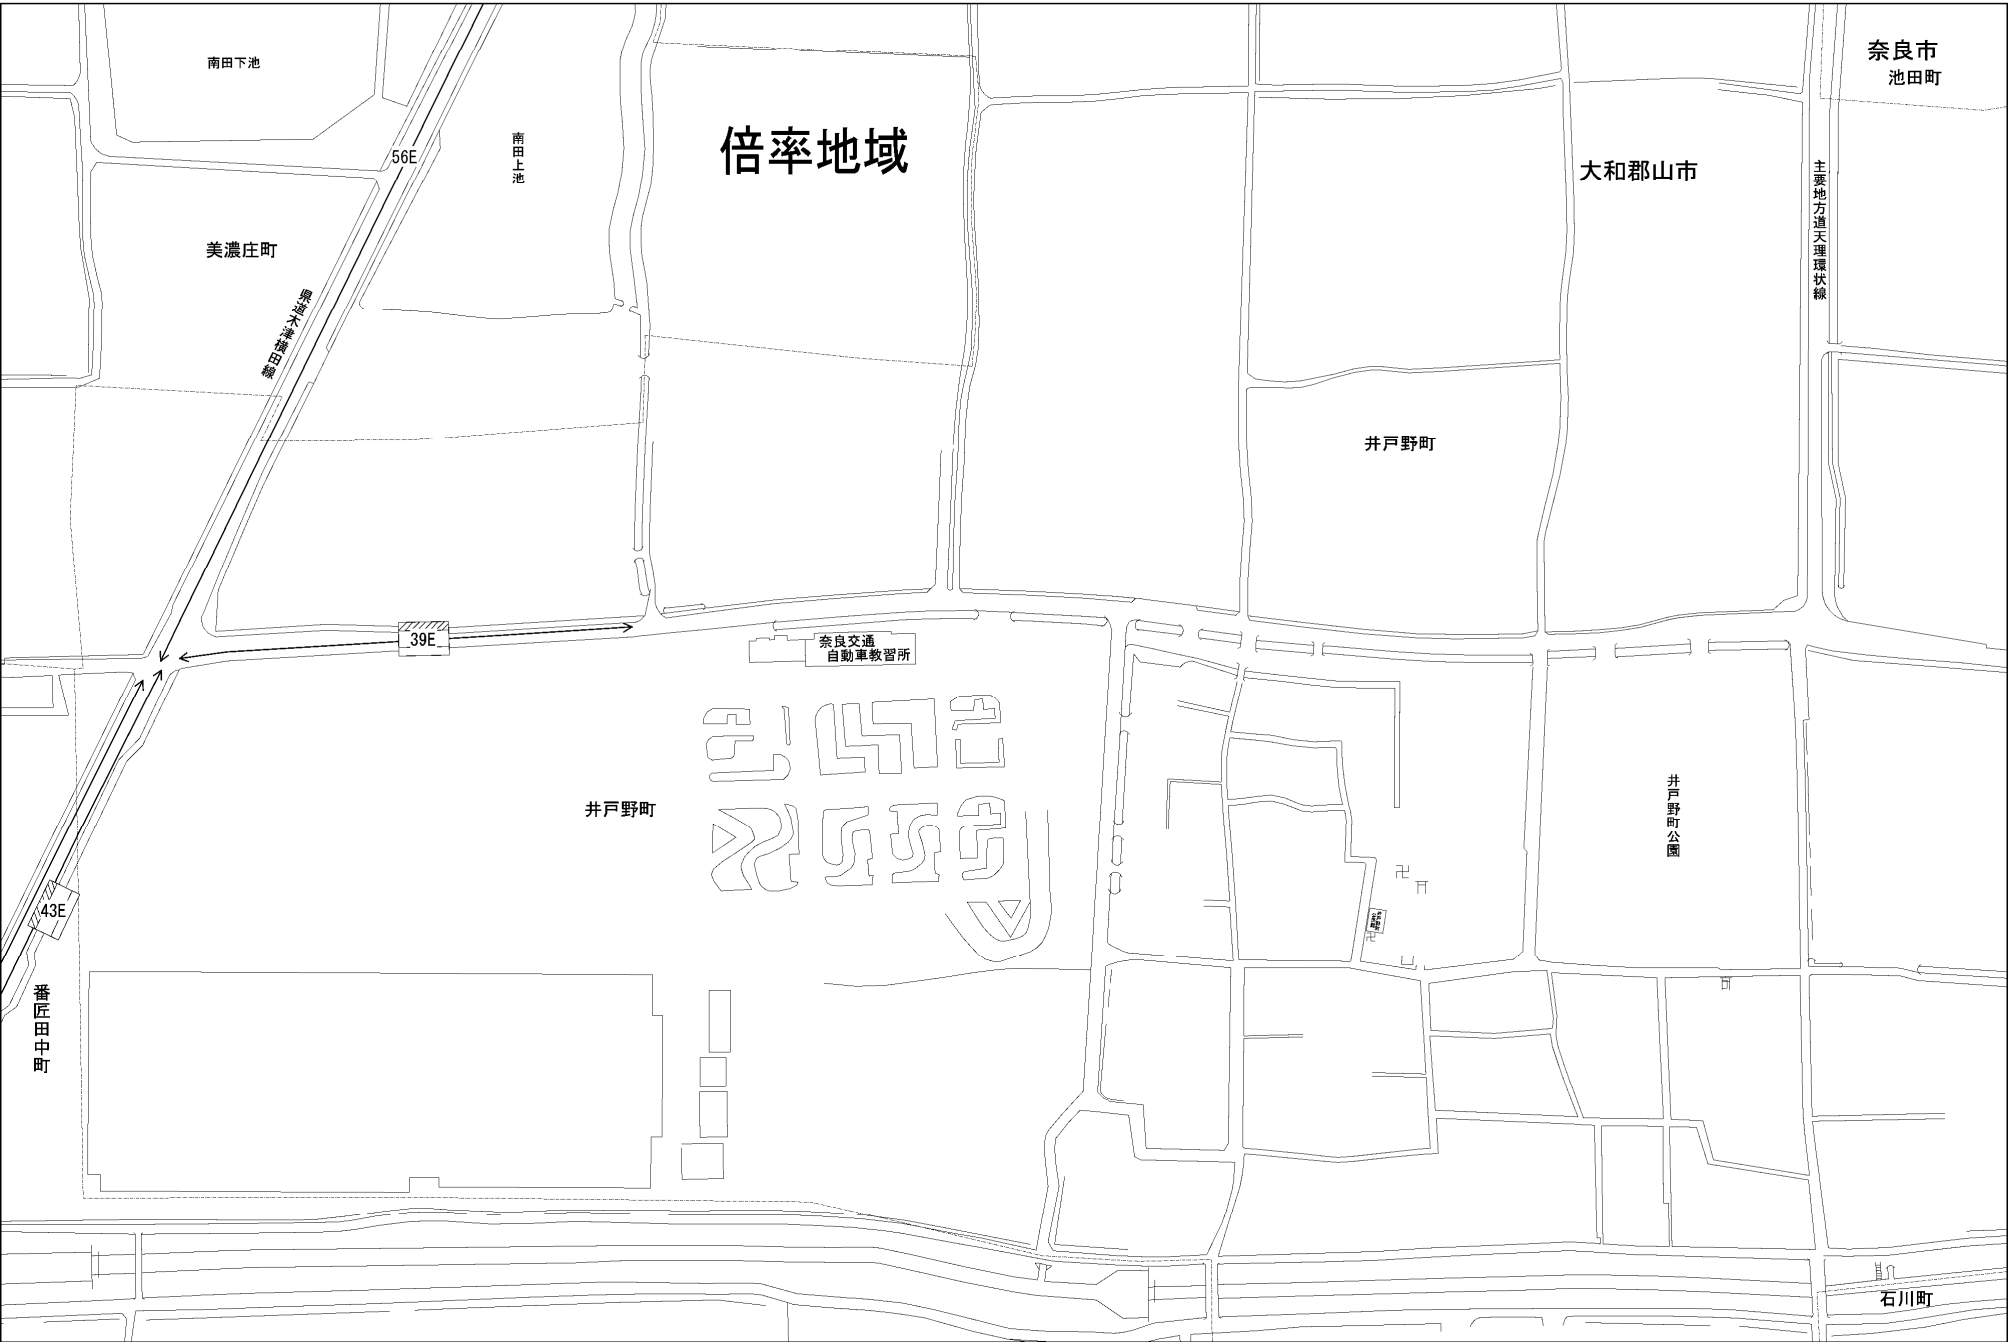 奈良市
池田町
南田下池
南田上池
倍率地域
56E
大和郡山市
主要地方道天理環状線
美濃庄町
県道木津横田線
井戸野町
39E
奈良交通
自動車教習所
井戸野町
井戸野町公園
43E
番匠田中町
石川町